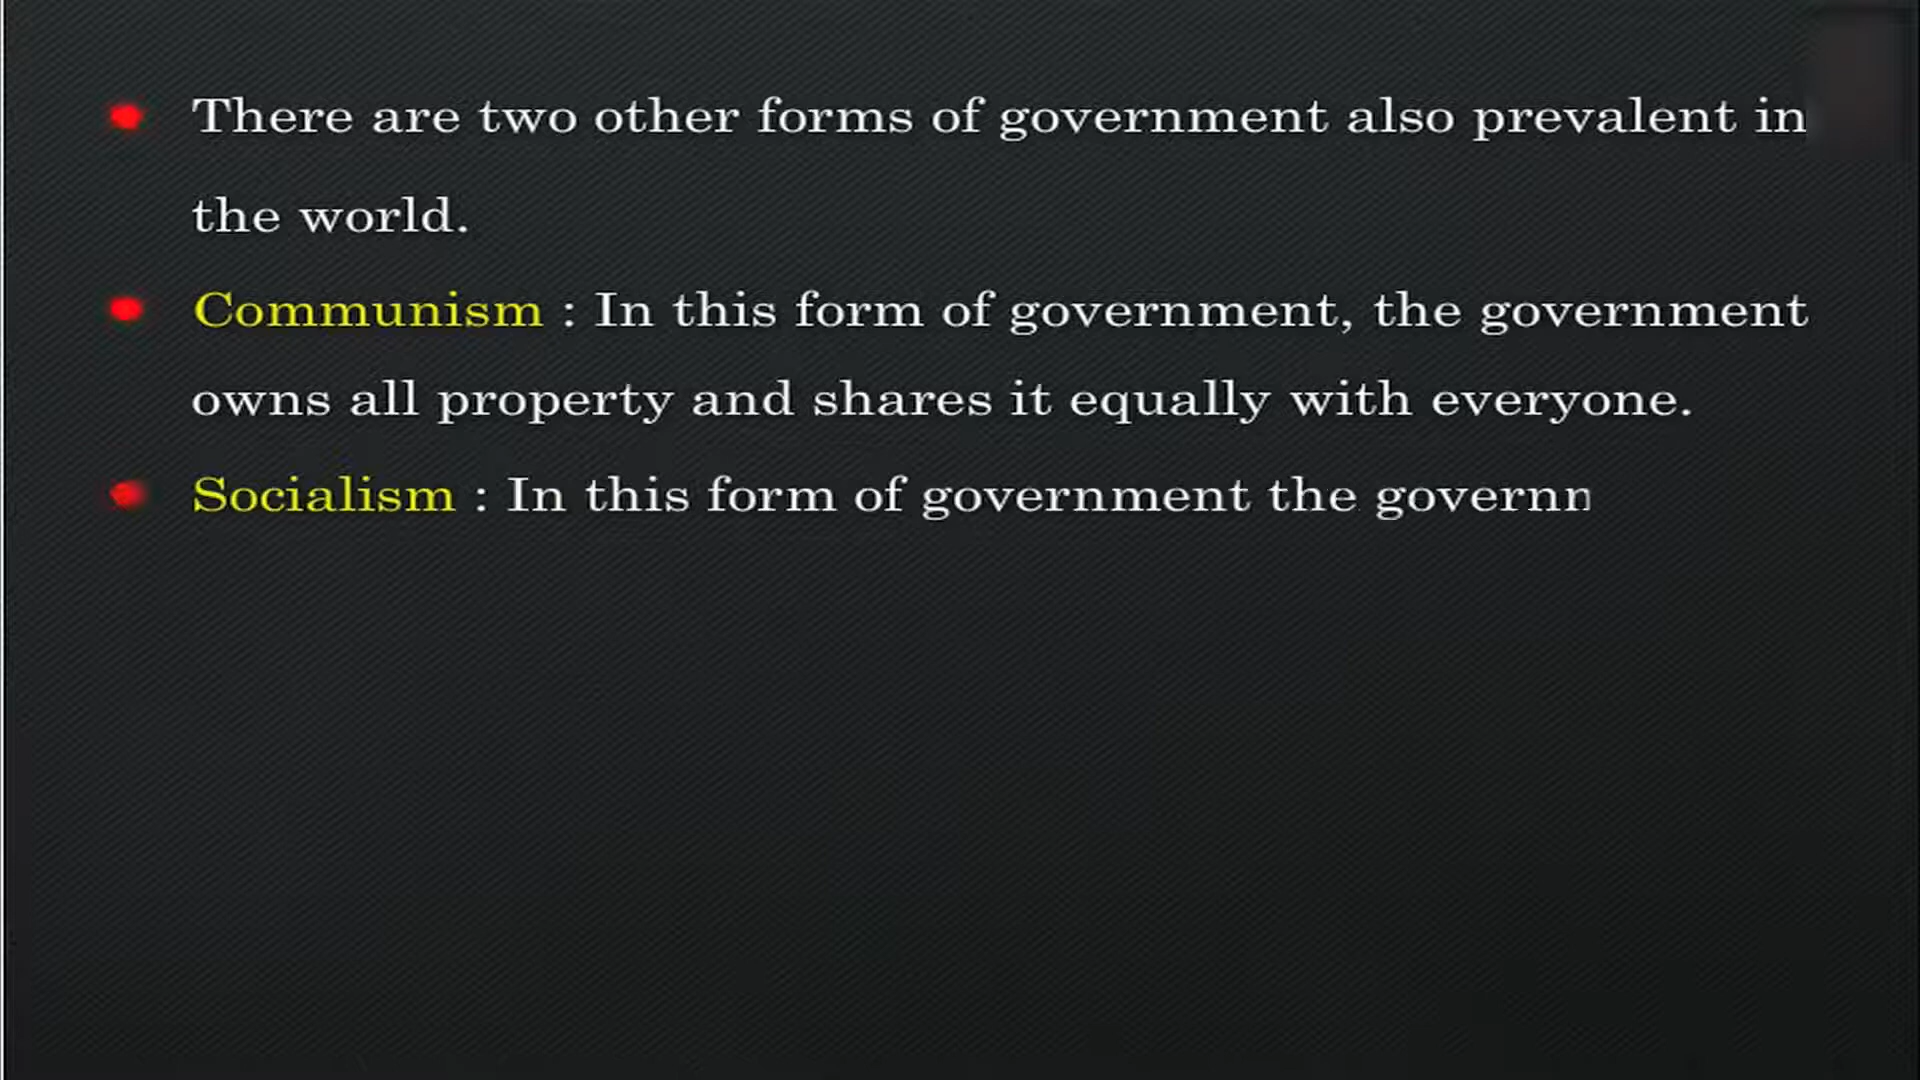 There are two other forms of government also prevalent in
the world.
Communism : In this form of government, the government
owns all property and shares it equally with everyone.
Socialism : In this form of government the